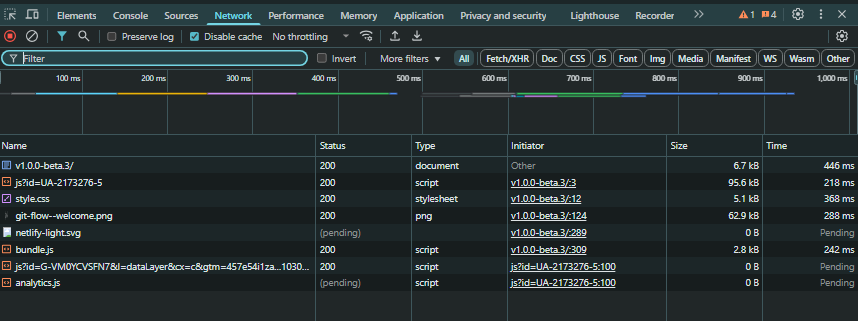 Elements Console Sources Network Performance Memory Application Privacy and security Lighthouse Recorder 1 4
Preserve log Disable cache No throttling
Filter Invert More filters All Fetch/XHR Doc CSS JS Font Img Media Manifest WS Wasm Other
100 ms 200 ms 300 ms 400 ms 500 ms 600 ms 700 ms 800 ms 900 ms 1,000 ms
Name Status Type Initiator Size Time
v1.0.0-beta.3/ 200 document Other 6.7 kB 446 ms
js?id=UA-2173276-5 200 script v1.0.0-beta.3/:3 95.6 kB 218 ms
style.css 200 stylesheet v1.0.0-beta.3/:12 5.1 kB 368 ms
git-flow--welcome.png 200 png v1.0.0-beta.3/:124 62.9 kB 288 ms
netlify-light.svg (pending) v1.0.0-beta.3/:289 0 B Pending
bundle.js 200 script v1.0.0-beta.3/:309 2.8 kB 242 ms
js?id=G-VM0YCVSFN7&l=dataLayer&cx=c&gtm=457e54i1za...1030... 200 script js?id=UA-2173276-5:100 0 B Pending
analytics.js (pending) script js?id=UA-2173276-5:100 0 B Pending